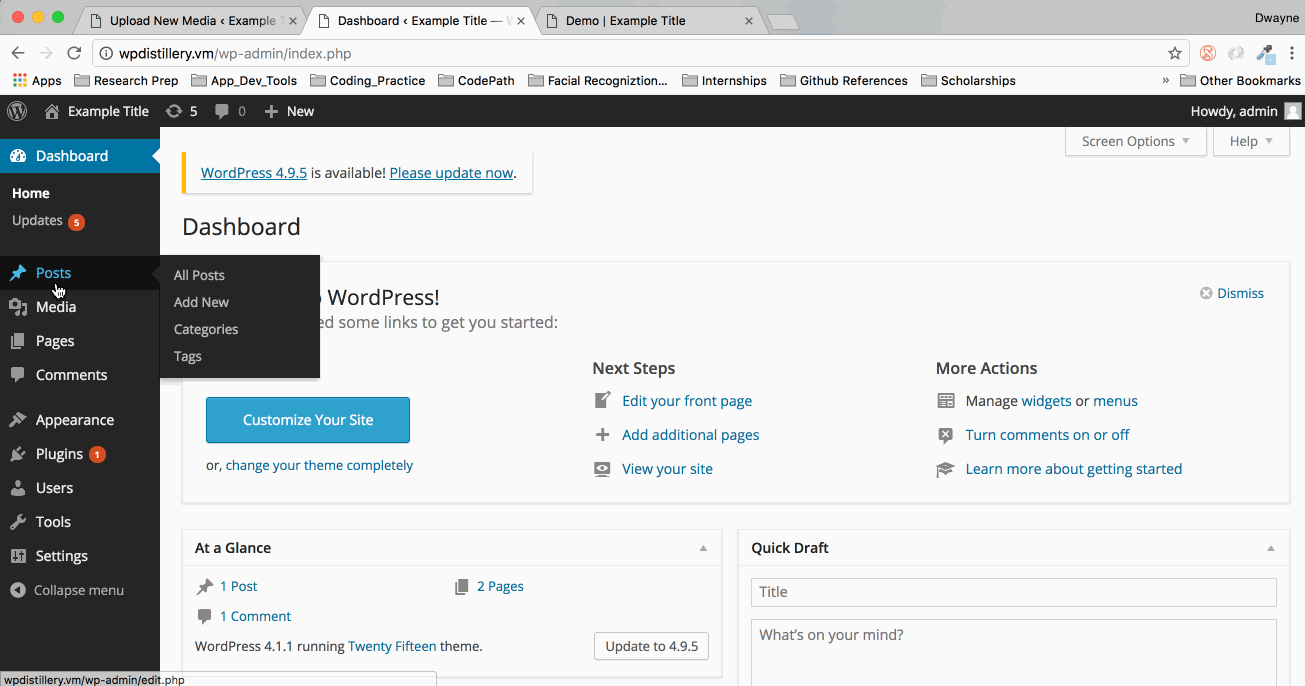 Upload New Media ‹ Example T
Dashboard ‹ Example Title — W
Demo | Example Title
Dwayne
wpdistillery.vm/wp-admin/index.php
Apps Research Prep App_Dev_Tools Coding_Practice CodePath Facial Recogniztion... Internships Github References Scholarships » Other Bookmarks
Example Title 5 0 New Howdy, admin
Dashboard
Home
Updates 5
Posts
Media
Pages
Comments
Appearance
Plugins 1
Users
Tools
Settings
Collapse menu
All Posts
Add New
Categories
Tags
Screen Options Help
WordPress 4.9.5 is available! Please update now.
Dashboard
WordPress!
Dismiss
some links to get you started:
Customize Your Site
or, change your theme completely
Next Steps
Edit your front page
Add additional pages
View your site
More Actions
Manage widgets or menus
Turn comments on or off
Learn more about getting started
At a Glance
1 Post
2 Pages
1 Comment
WordPress 4.1.1 running Twenty Fifteen theme.
Update to 4.9.5
Quick Draft
Title
What's on your mind?
wpdistillery.vm/wp-admin/edit.php